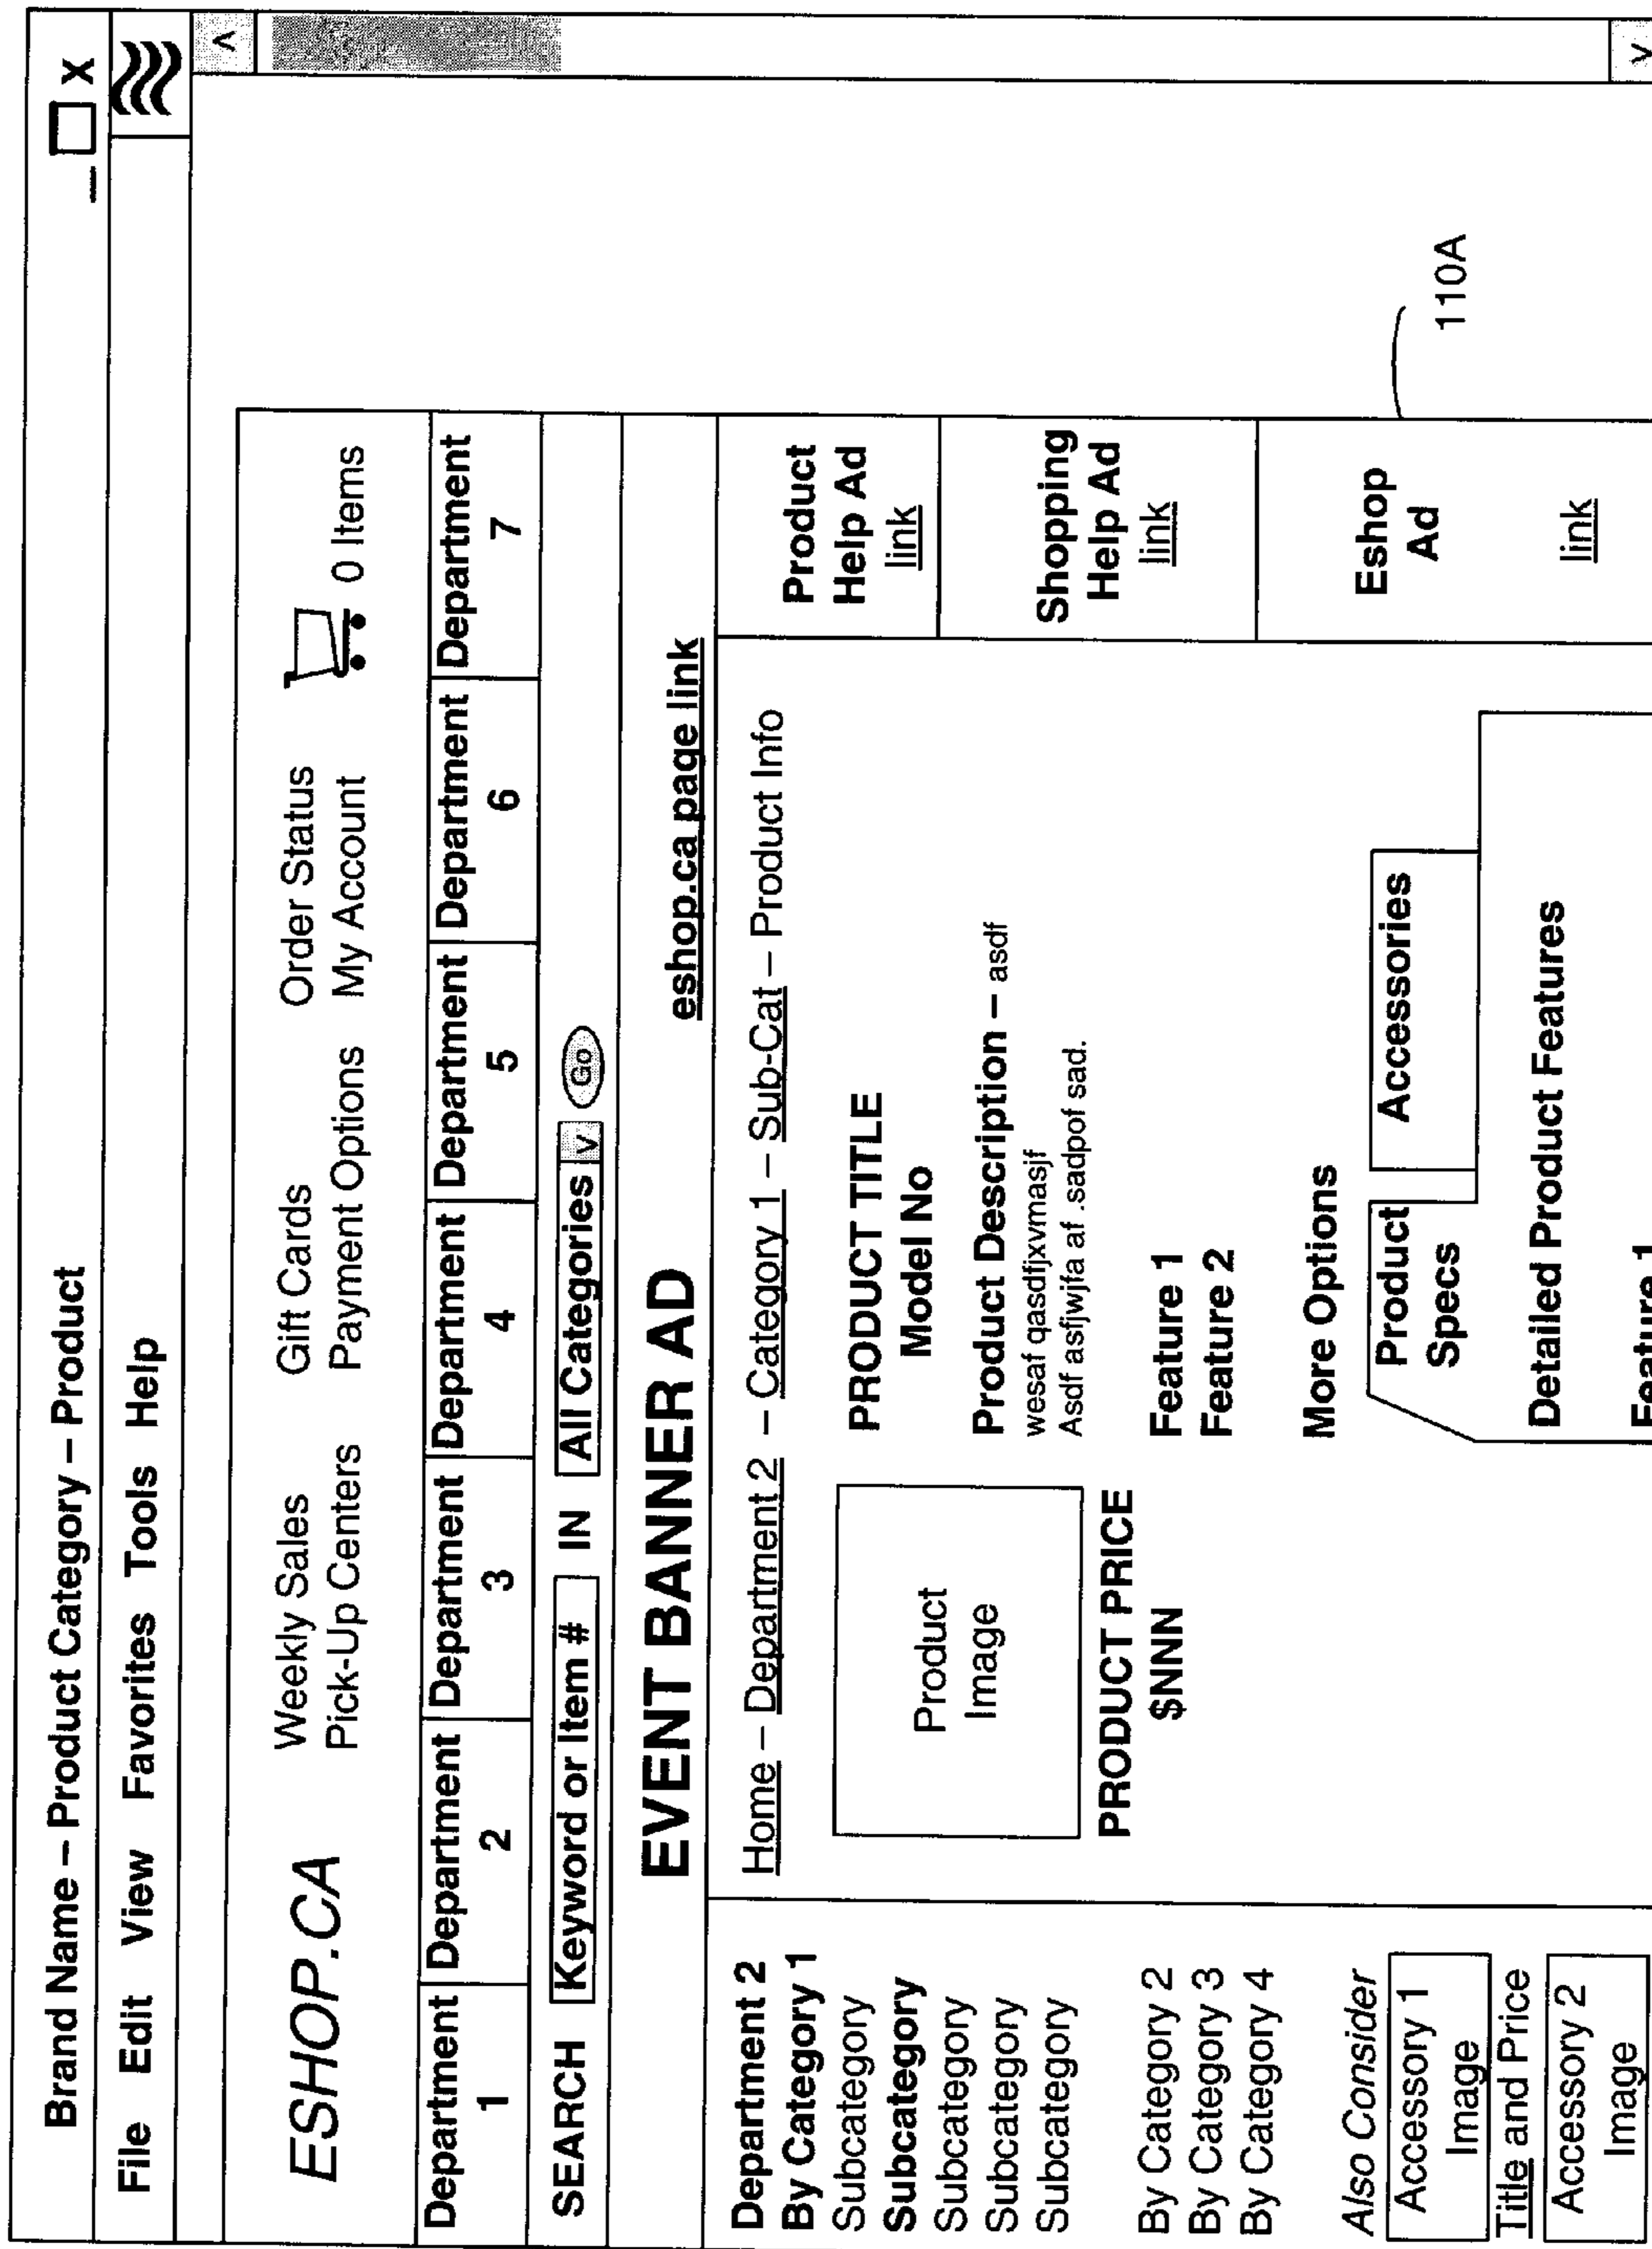 Brand Name – Product Category – Product _ X
File Edit View Favorites Tools Help
ESHOP.CA
Weekly Sales Gift Cards Order Status
Pick-Up Centers Payment Options My Account
0 Items
Department 1
Department 2
Department 3
Department 4
Department 5
Department 6
Department 7
SEARCH Keyword or Item # IN All Categories v Go
EVENT BANNER AD
eshop.ca page link
Department 2
By Category 1
Subcategory
Subcategory
Subcategory
Subcategory
Subcategory
By Category 2
By Category 3
By Category 4
Also Consider
Accessory 1
Image
Title and Price
Accessory 2
Image
Home – Department 2 – Category 1 – Sub-Cat – Product Info
Product
Image
PRODUCT PRICE
$NNN
PRODUCT TITLE
Model No
Product Description – asdf
wesaf qasdfjxvmasjf
Asdf asfjwjfa af .sadpof sad.
Feature 1
Feature 2
More Options
Product
Specs
Accessories
Detailed Product Features
Feature 1
Product
Help Ad
link
Shopping
Help Ad
link
Eshop
Ad
link
110A